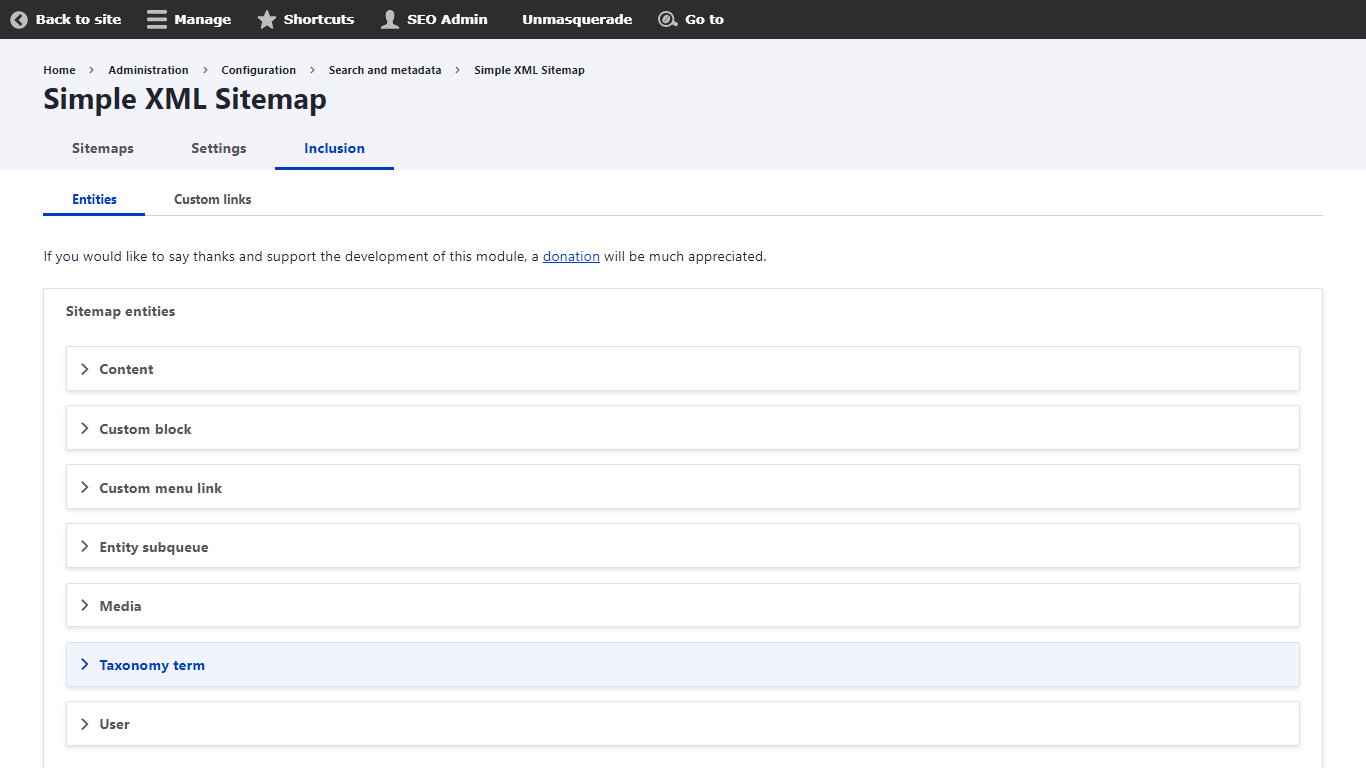 Back to site Manage Shortcuts SEO Admin Unmasquerade Go to
Home > Administration > Configuration > Search and metadata > Simple XML Sitemap
Simple XML Sitemap
Sitemaps Settings Inclusion
Entities Custom links
If you would like to say thanks and support the development of this module, a donation will be much appreciated.
Sitemap entities
Content
Custom block
Custom menu link
Entity subqueue
Media
Taxonomy term
User